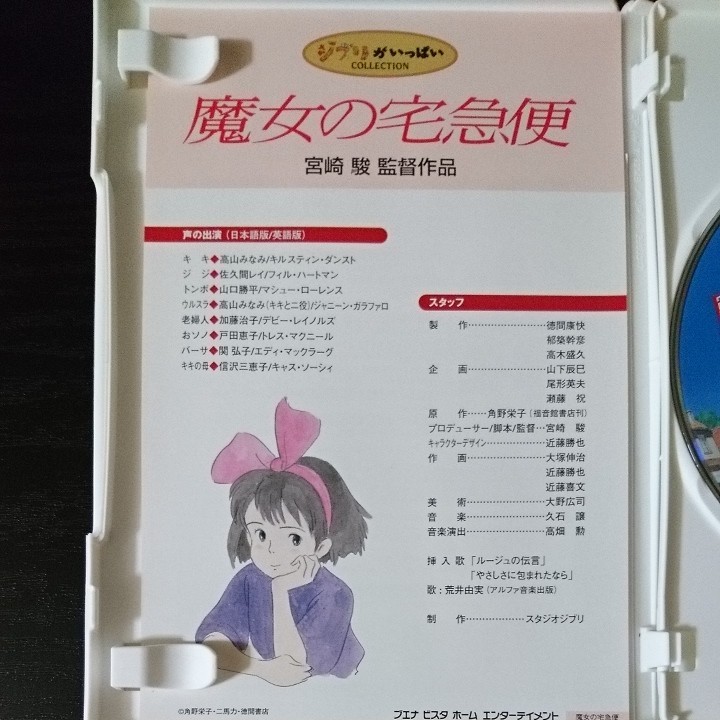 ジブリがいっぱい
COLLECTION
魔女の宅急便
宮崎 駿 監督作品
声の出演（日本語版/英語版）
キ キ◆高山みなみ/キルスティン・ダンスト
ジ ジ◆佐久間レイ/フィル・ハートマン
トンボ◆山口勝平/マシュー・ローレンス
ウルスラ◆高山みなみ（キキと二役）/ジャニーン・ガラファロ
老婦人◆加藤治子/デビー・レイノルズ
おソノ◆戸田恵子/トレス・マクニール
バーサ◆関 弘子/エディ・マックラーグ
キキの母◆信沢三恵子/キャス・ソーシィ
スタッフ
製 作……………………徳間康快
都築幹彦
高木盛久
企 画……………………山下辰巳
尾形英夫
瀬藤 祝
原 作……角野栄子（福音館書店刊）
プロデューサー/脚本/監督…宮崎 駿
キャラクターデザイン……………近藤勝也
作 画……………………大塚伸治
近藤勝也
近藤喜文
美 術……………………大野広司
音 楽……………………久石 譲
音楽演出…………………高畑 勲
挿 入 歌 「ルージュの伝言」
「やさしさに包まれたなら」
歌：荒井由実（アルファ音楽出版）
制 作………………スタジオジブリ
©角野栄子・二馬力・徳間書店
ブエナ ビスタ ホーム エンターテイメント
魔女の宅急便